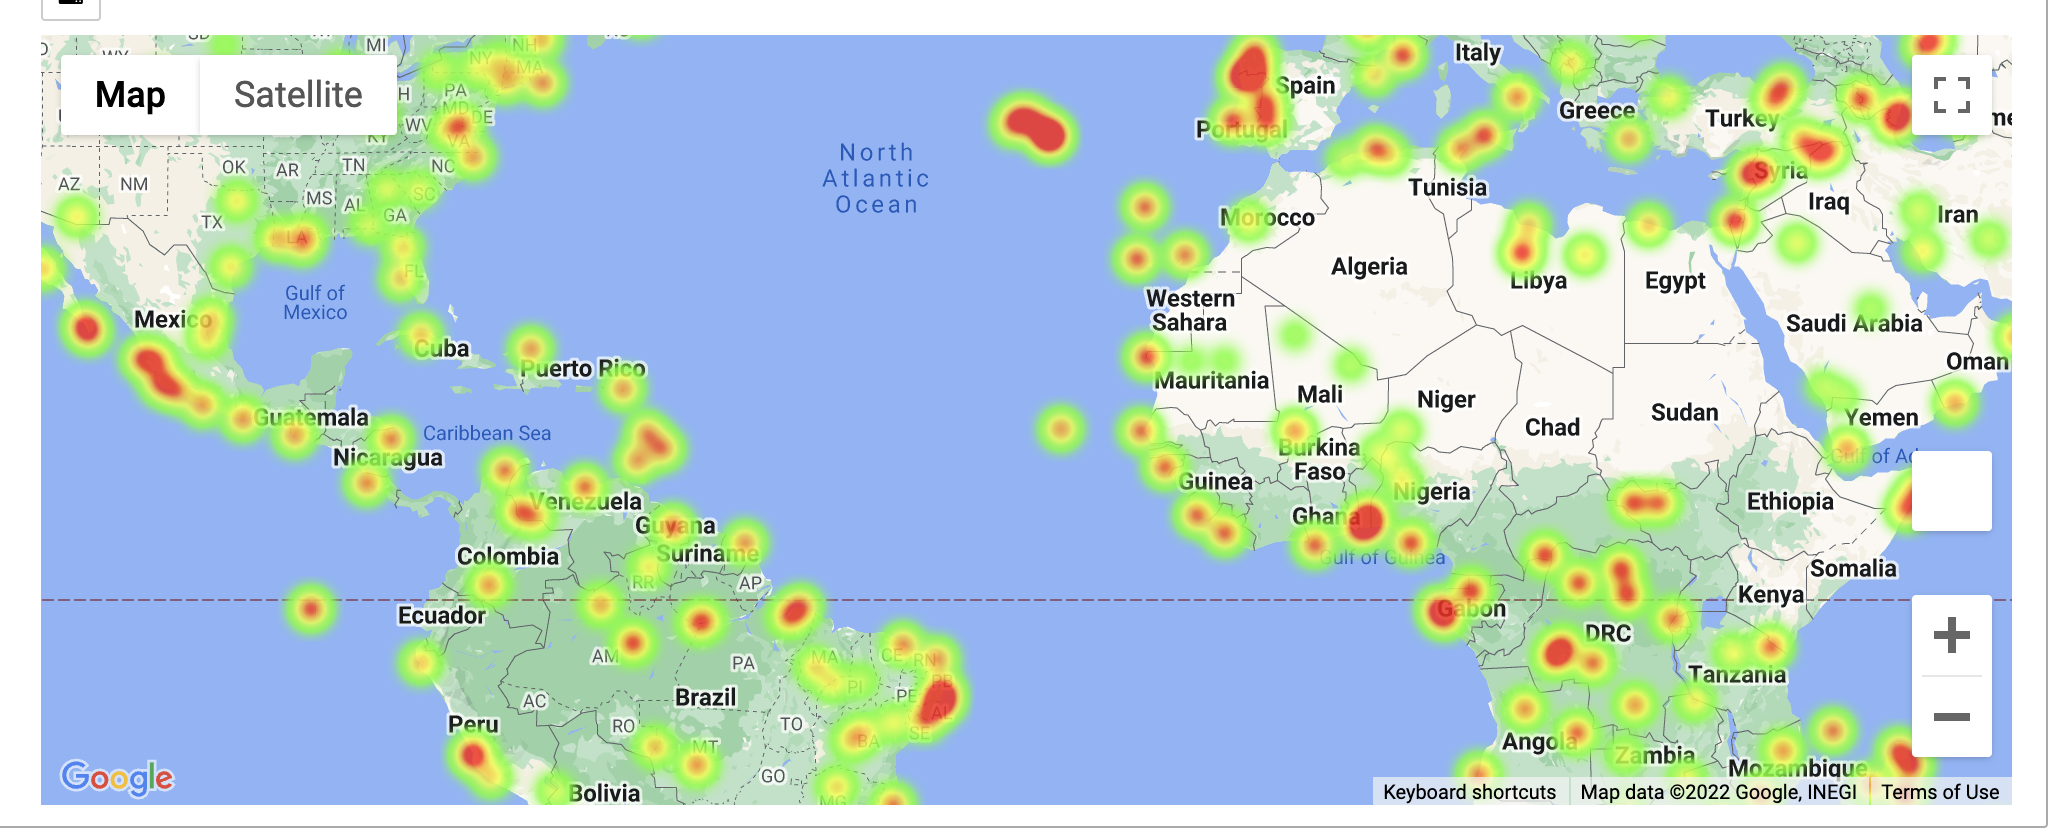 MI
NH
NY
MA
Italy
Map
Satellite
PA
Spain
MD
DE
Greece
WV
Turkey
VA
Portugal
KY
North
Atlantic
Ocean
OK
AR
TN
NC
Syria
AZ
NM
MS
AL
SC
Tunisia
Iraq
TX
GA
Morocco
Iran
LA
Algeria
FL
Libya
Egypt
Gulf of
Mexico
Western
Sahara
Mexico
Saudi Arabia
Cuba
Oman
Puerto Rico
Mauritania
Mali
Niger
Guatemala
Chad
Sudan
Yemen
Caribbean Sea
Nicaragua
Burkina
Faso
Gulf of Ad
Guinea
Nigeria
Venezuela
Ethiopia
Guyana
Ghana
Colombia
Suriname
Gulf of Guinea
Somalia
RR
AP
Kenya
Ecuador
Gabon
DRC
AM
PA
MA
CE
RN
Tanzania
AC
Brazil
PI
PE
PB
AL
Peru
RO
TO
SE
MT
BA
Angola
Zambia
Mozambique
GO
Google
Bolivia
MG
Keyboard shortcuts
Map data ©2022 Google, INEGI
Terms of Use